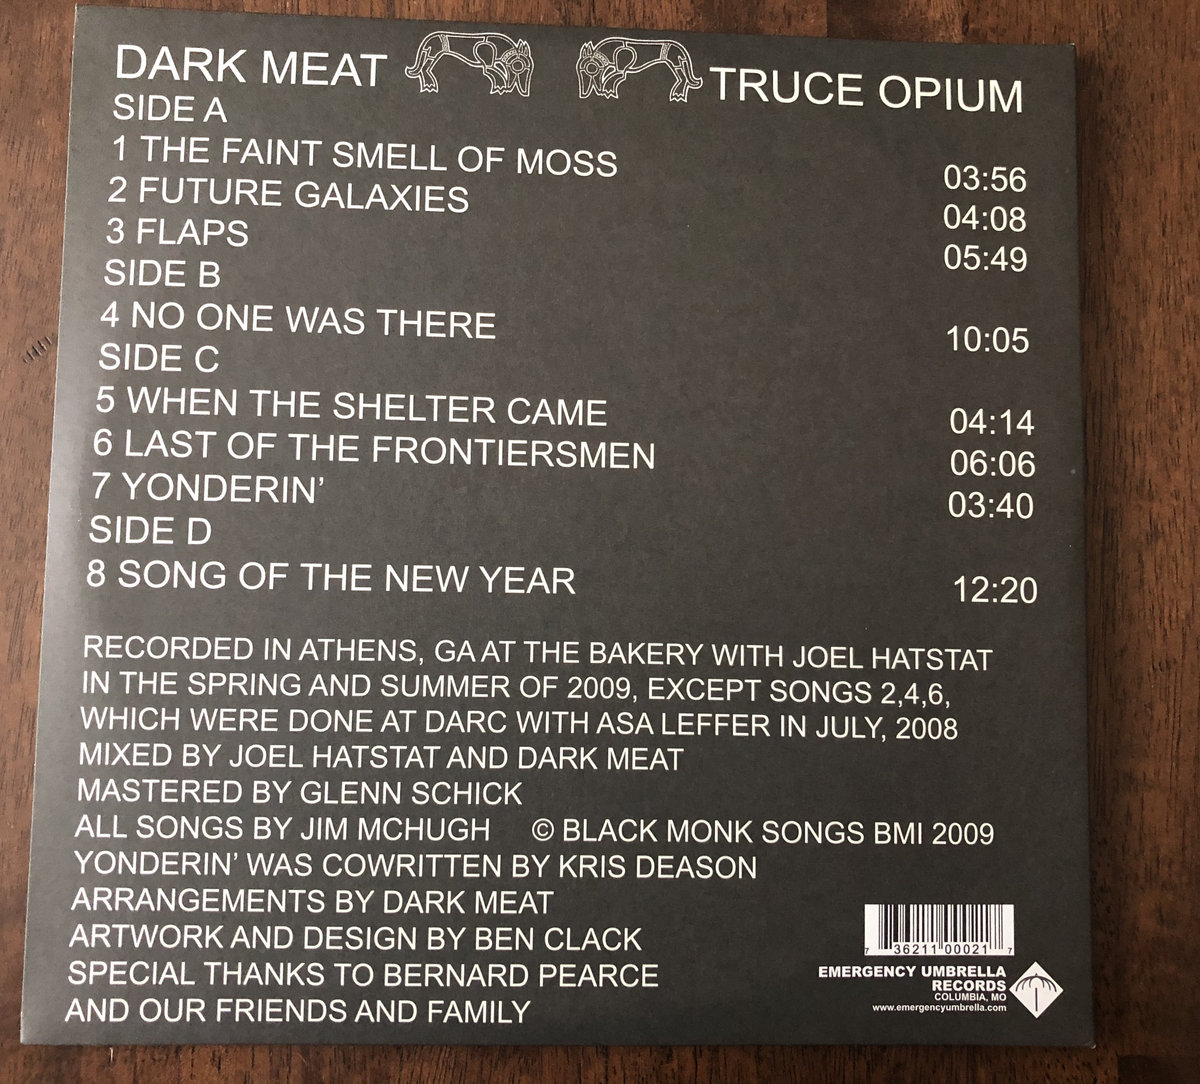 DARK MEAT TRUCE OPIUM
SIDE A
1 THE FAINT SMELL OF MOSS 03:56
2 FUTURE GALAXIES 04:08
3 FLAPS 05:49
SIDE B
4 NO ONE WAS THERE 10:05
SIDE C
5 WHEN THE SHELTER CAME 04:14
6 LAST OF THE FRONTIERSMEN 06:06
7 YONDERIN' 03:40
SIDE D
8 SONG OF THE NEW YEAR 12:20
RECORDED IN ATHENS, GA AT THE BAKERY WITH JOEL HATSTAT
IN THE SPRING AND SUMMER OF 2009, EXCEPT SONGS 2,4,6,
WHICH WERE DONE AT DARC WITH ASA LEFFER IN JULY, 2008
MIXED BY JOEL HATSTAT AND DARK MEAT
MASTERED BY GLENN SCHICK
ALL SONGS BY JIM MCHUGH © BLACK MONK SONGS BMI 2009
YONDERIN' WAS COWRITTEN BY KRIS DEASON
ARRANGEMENTS BY DARK MEAT
ARTWORK AND DESIGN BY BEN CLACK
SPECIAL THANKS TO BERNARD PEARCE
AND OUR FRIENDS AND FAMILY
7 36211 00021 7
EMERGENCY UMBRELLA
RECORDS
COLUMBIA, MO
www.emergencyumbrella.com